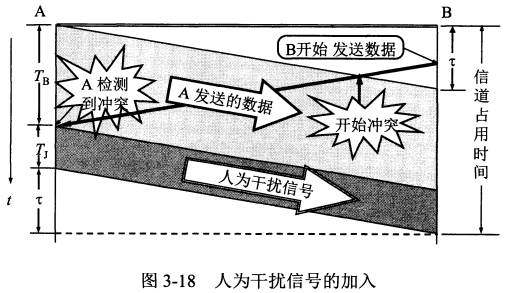 A
B
B开始 发送数据
T_B
τ
A 检测
到冲突
A 发送的数据
开始冲突
信道占用时间
T_J
人为干扰信号
t
τ
图 3-18 人为干扰信号的加入